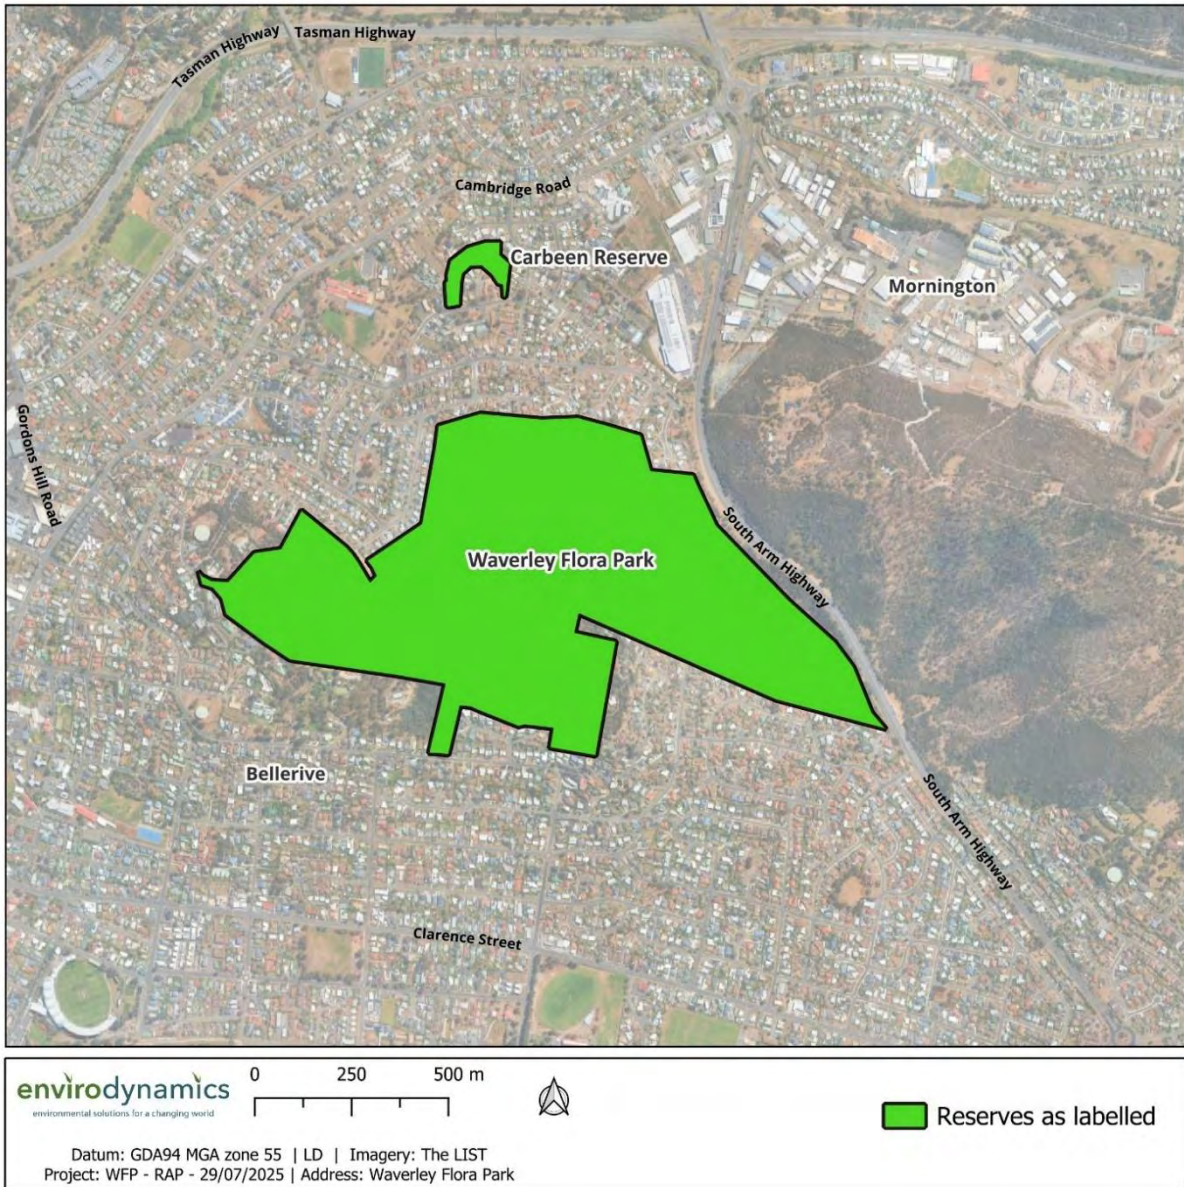 Tasman Highway
Tasman Highway
Cambridge Road
Carbeen Reserve
Mornington
Gordons Hill Road
Waverley Flora Park
South Arm Highway
Bellerive
South Arm Highway
Clarence Street
envirodynamics
environmental solutions for a changing world
0 250 500 m
Reserves as labelled
Datum: GDA94 MGA zone 55 | LD | Imagery: The LIST
Project: WFP - RAP - 29/07/2025 | Address: Waverley Flora Park